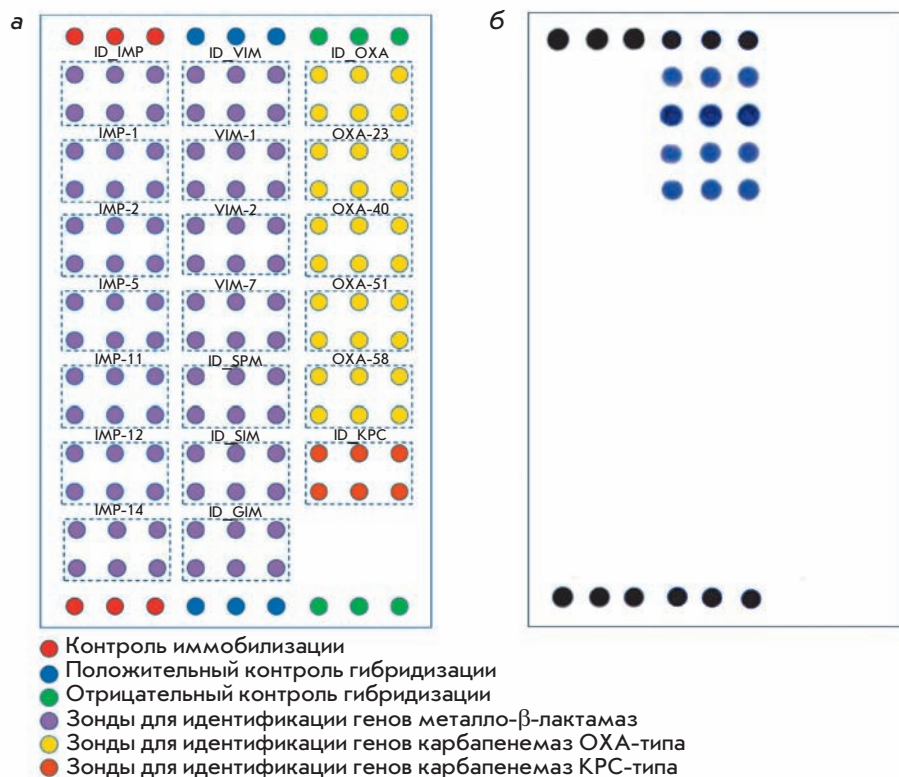 а
б
ID_IMP ID_VIM ID_OXA
IMP-1 VIM-1 OXA-23
IMP-2 VIM-2 OXA-40
IMP-5 VIM-7 OXA-51
IMP-11 ID_SPM OXA-58
IMP-12 ID_SIM ID_KPC
IMP-14 ID_GIM
Контроль иммобилизации
Положительный контроль гибридизации
Отрицательный контроль гибридизации
Зонды для идентификации генов металло-β-лактамаз
Зонды для идентификации генов карбапенемаз ОХА-типа
Зонды для идентификации генов карбапенемаз КРС-типа